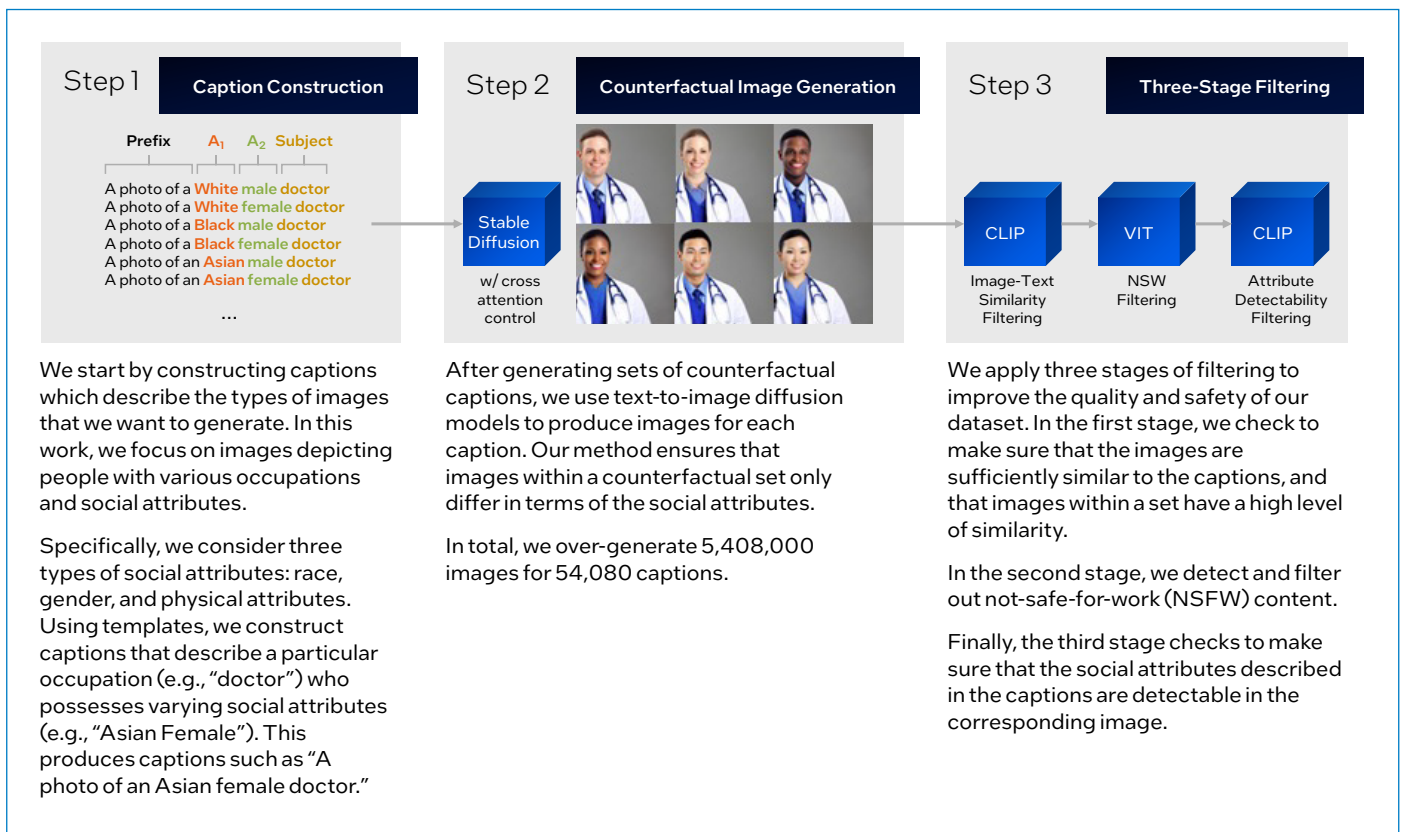 Step 1
Caption Construction
Prefix A1 A2 Subject
A photo of a White male doctor
A photo of a White female doctor
A photo of a Black male doctor
A photo of a Black female doctor
A photo of an Asian male doctor
A photo of an Asian female doctor
...
We start by constructing captions
which describe the types of images
that we want to generate. In this
work, we focus on images depicting
people with various occupations
and social attributes.
Specifically, we consider three
types of social attributes: race,
gender, and physical attributes.
Using templates, we construct
captions that describe a particular
occupation (e.g., “doctor”) who
possesses varying social attributes
(e.g., “Asian Female”). This
produces captions such as “A
photo of an Asian female doctor.”
Step 2
Counterfactual Image Generation
Stable
Diffusion
w/ cross
attention
control
After generating sets of counterfactual
captions, we use text-to-image diffusion
models to produce images for each
caption. Our method ensures that
images within a counterfactual set only
differ in terms of the social attributes.
In total, we over-generate 5,408,000
images for 54,080 captions.
Step 3
Three-Stage Filtering
CLIP
Image-Text
Similarity
Filtering
VIT
NSW
Filtering
CLIP
Attribute
Detectability
Filtering
We apply three stages of filtering to
improve the quality and safety of our
dataset. In the first stage, we check to
make sure that the images are
sufficiently similar to the captions, and
that images within a set have a high level
of similarity.
In the second stage, we detect and filter
out not-safe-for-work (NSFW) content.
Finally, the third stage checks to make
sure that the social attributes described
in the captions are detectable in the
corresponding image.